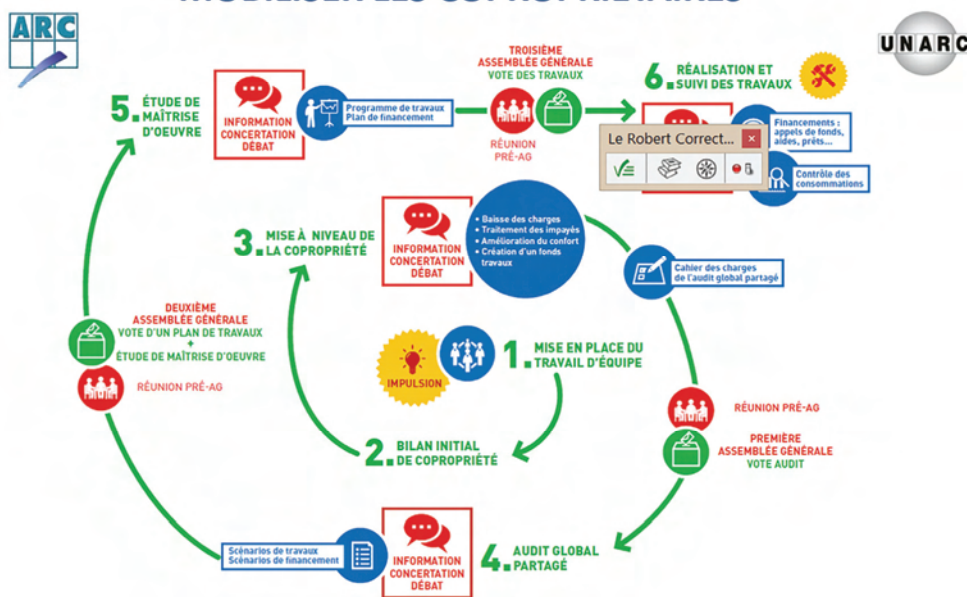 MOBILISER LES COPROPRIÉTAIRES
ARC
UNARC
5. ÉTUDE DE
MAÎTRISE
D'OEUVRE
INFORMATION
CONCERTATION
DÉBAT
Programme de travaux
Plan de financement
TROISIÈME
ASSEMBLÉE GÉNÉRALE
VOTE DES TRAVAUX
RÉUNION
PRÉ-AG
6. RÉALISATION ET
SUIVI DES TRAVAUX
Financements :
appels de fonds,
aides, prêts...
Le Robert Correct...
Contrôle des
consommations
3. MISE À NIVEAU DE
LA COPROPRIÉTÉ
INFORMATION
CONCERTATION
DÉBAT
• Baisse des charges
• Traitement des impayés
• Amélioration du confort
• Création d'un fonds
travaux
Cahier des charges
de l'audit global partagé
DEUXIÈME
ASSEMBLÉE GÉNÉRALE
VOTE D'UN PLAN DE TRAVAUX
+
ÉTUDE DE MAÎTRISE D'OEUVRE
RÉUNION PRÉ-AG
IMPULSION
1. MISE EN PLACE DU
TRAVAIL D'ÉQUIPE
RÉUNION PRÉ-AG
PREMIÈRE
ASSEMBLÉE GÉNÉRALE
VOTE AUDIT
2. BILAN INITIAL
DE COPROPRIÉTÉ
Scénarios de travaux
Scénarios de financement
INFORMATION
CONCERTATION
DÉBAT
4. AUDIT GLOBAL
PARTAGÉ